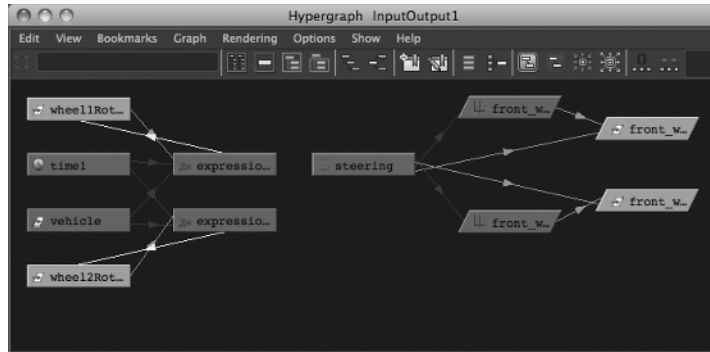 Hypergraph InputOutput1
Edit View Bookmarks Graph Rendering Options Show Help
wheel1Rot...
front_w...
front_w...
time1
expressio...
steering
vehicle
expressio...
front_w...
front_w...
wheel2Rot...